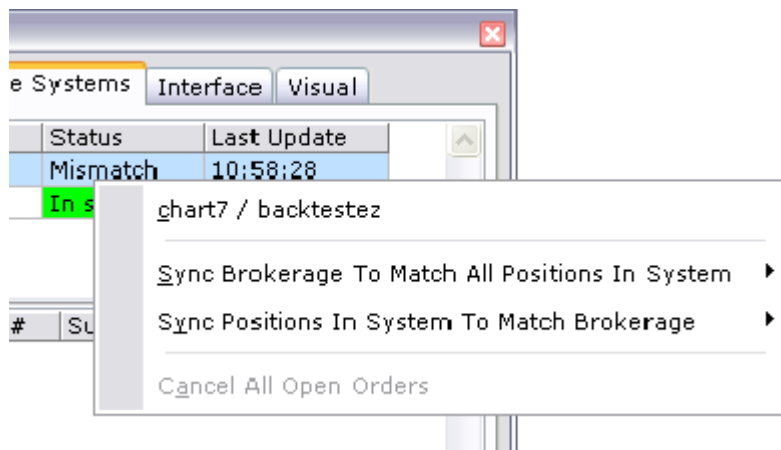 e Systems Interface Visual
Status Last Update
Mismatch 10:58:28
In s
chart7 / backtestez
Sync Brokerage To Match All Positions In System
Sync Positions In System To Match Brokerage
# Su
Cancel All Open Orders